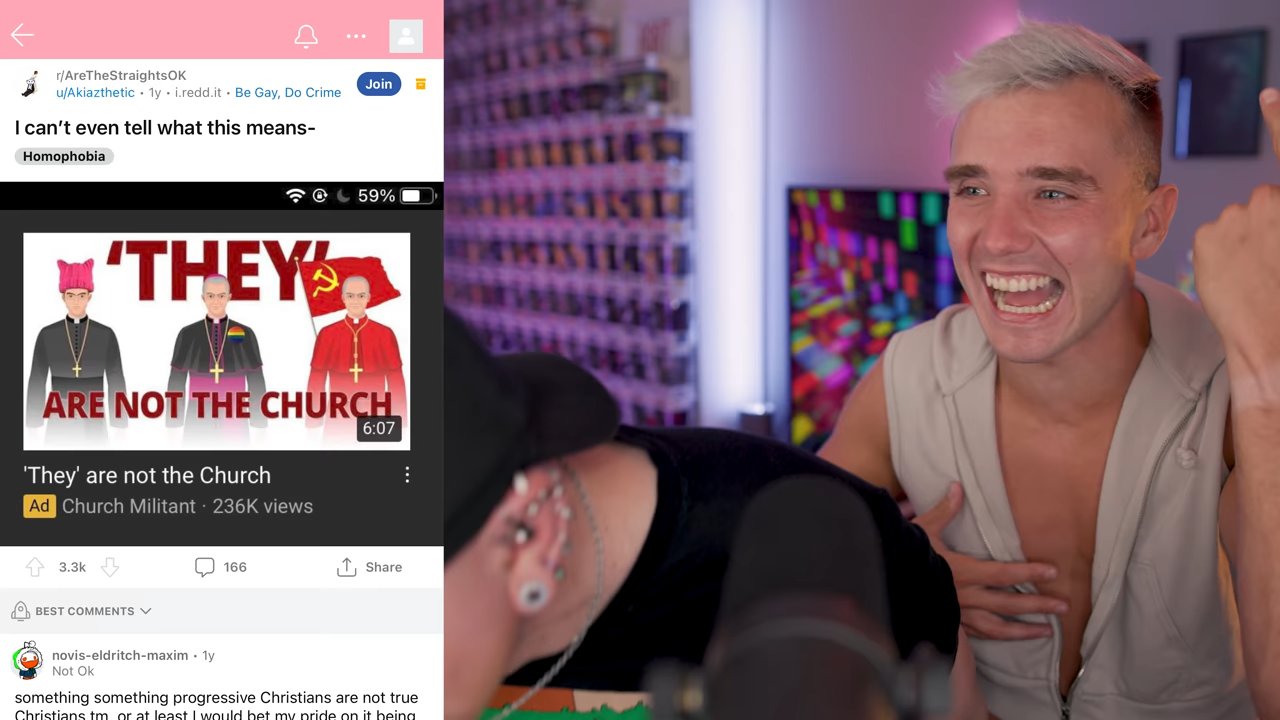 r/AreTheStraightsOK
u/Akiazthetic • 1y • i.redd.it • Be Gay, Do Crime
Join
I can’t even tell what this means-
Homophobia
59%
‘THEY’
ARE NOT THE CHURCH
6:07
'They' are not the Church
Ad Church Militant · 236K views
3.3k
166
Share
BEST COMMENTS
novis-eldritch-maxim • 1y
Not Ok
something something progressive Christians are not true
Christians tm, or at least I would bet my pride on it being